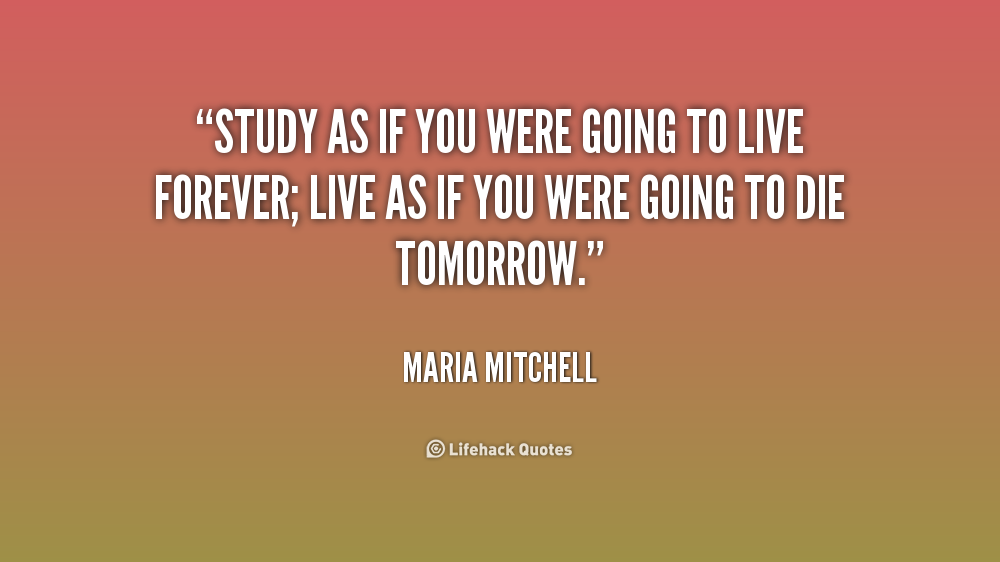 “STUDY AS IF YOU WERE GOING TO LIVE
FOREVER; LIVE AS IF YOU WERE GOING TO DIE
TOMORROW.”
MARIA MITCHELL
Lifehack Quotes